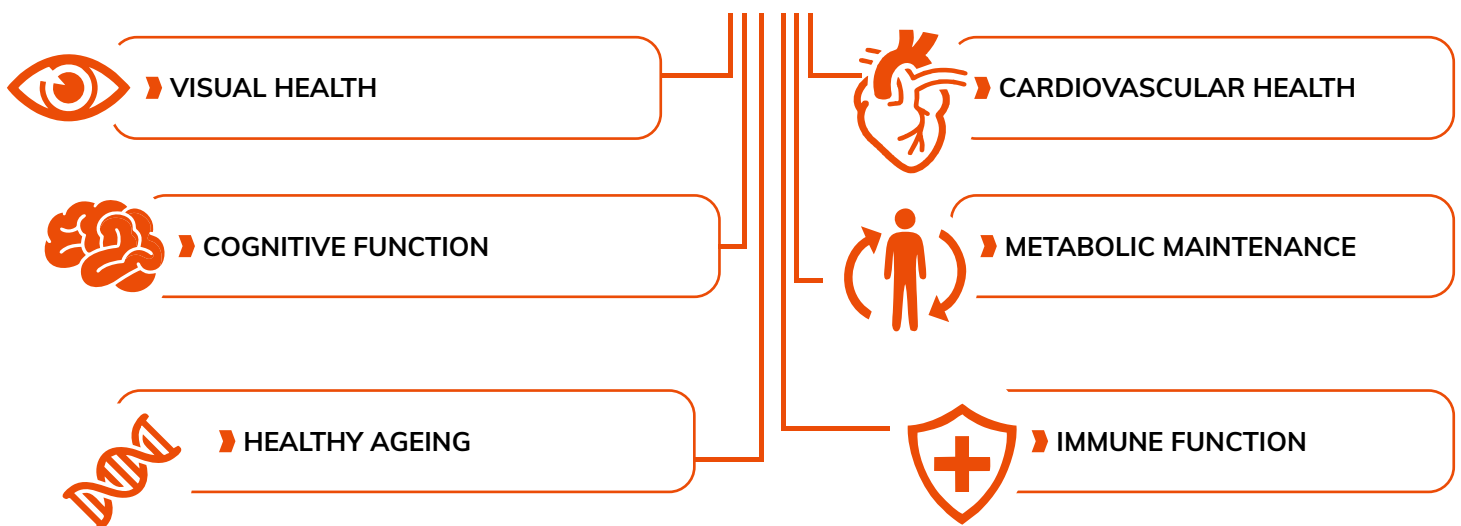 VISUAL HEALTH
CARDIOVASCULAR HEALTH
COGNITIVE FUNCTION
METABOLIC MAINTENANCE
HEALTHY AGEING
IMMUNE FUNCTION